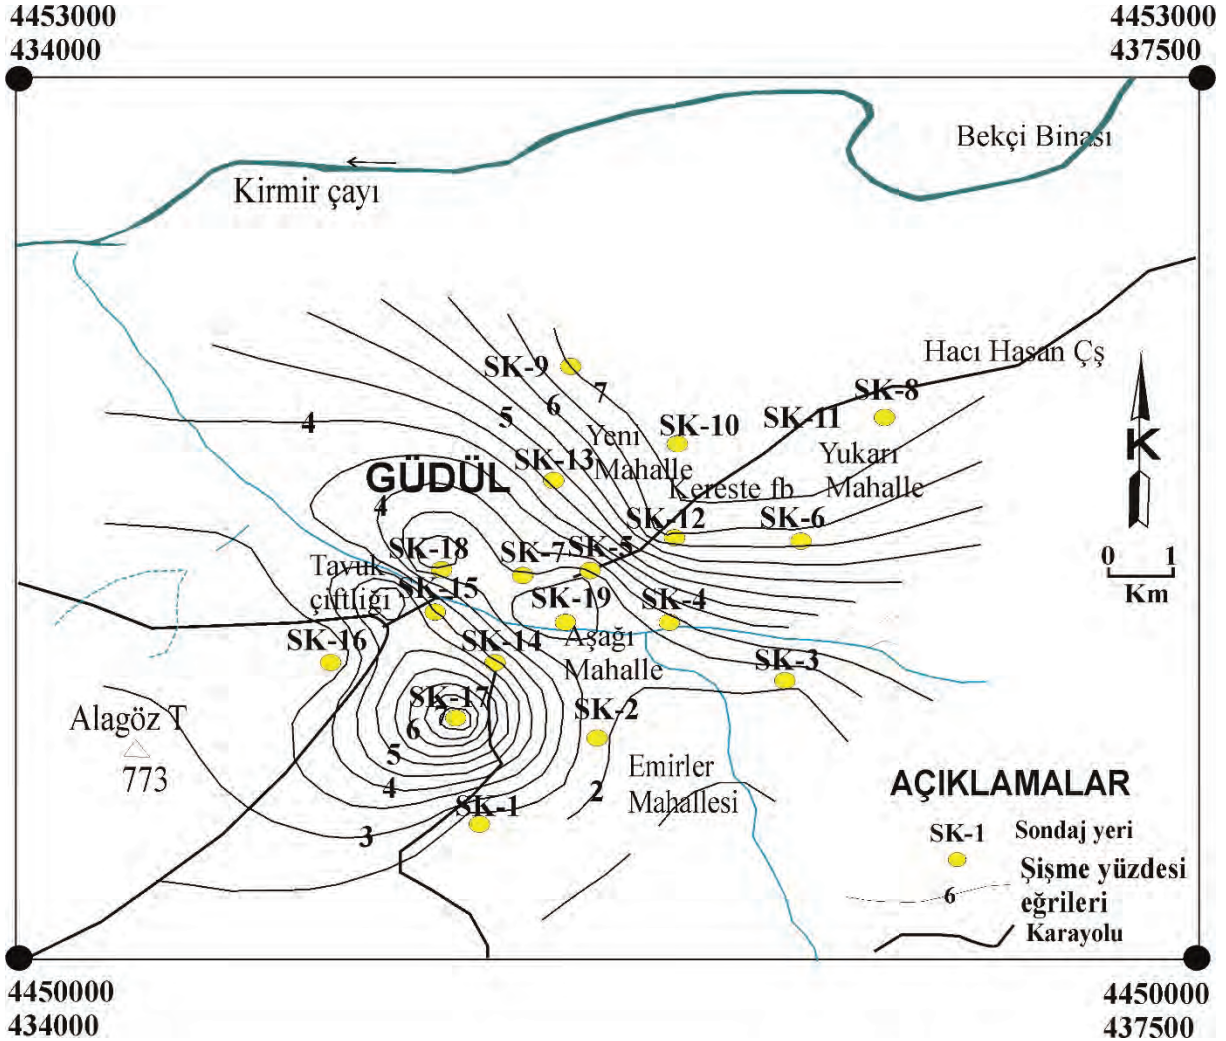 4453000
434000
4453000
437500
Bekçi Binası
Kirmir çayı
Hacı Hasan Çş
SK-9
7
SK-8
6
5
SK-11
4
SK-10
Yeni
Mahalle
Yukarı
Mahalle
K
SK-13
GÜDÜL
Kereste fb
4
SK-12
SK-6
SK-18
SK-7
SK-5
0 1
Km
Tavuk
çiftliği
SK-15
SK-19
SK-4
SK-16
SK-14
Aşağı
Mahalle
SK-3
SK-17
6
SK-2
Alagöz T
773
5
4
2
Emirler
Mahallesi
SK-1
3
AÇIKLAMALAR
SK-1 Sondaj yeri
Şişme yüzdesi
eğrileri
6
Karayolu
4450000
434000
4450000
437500